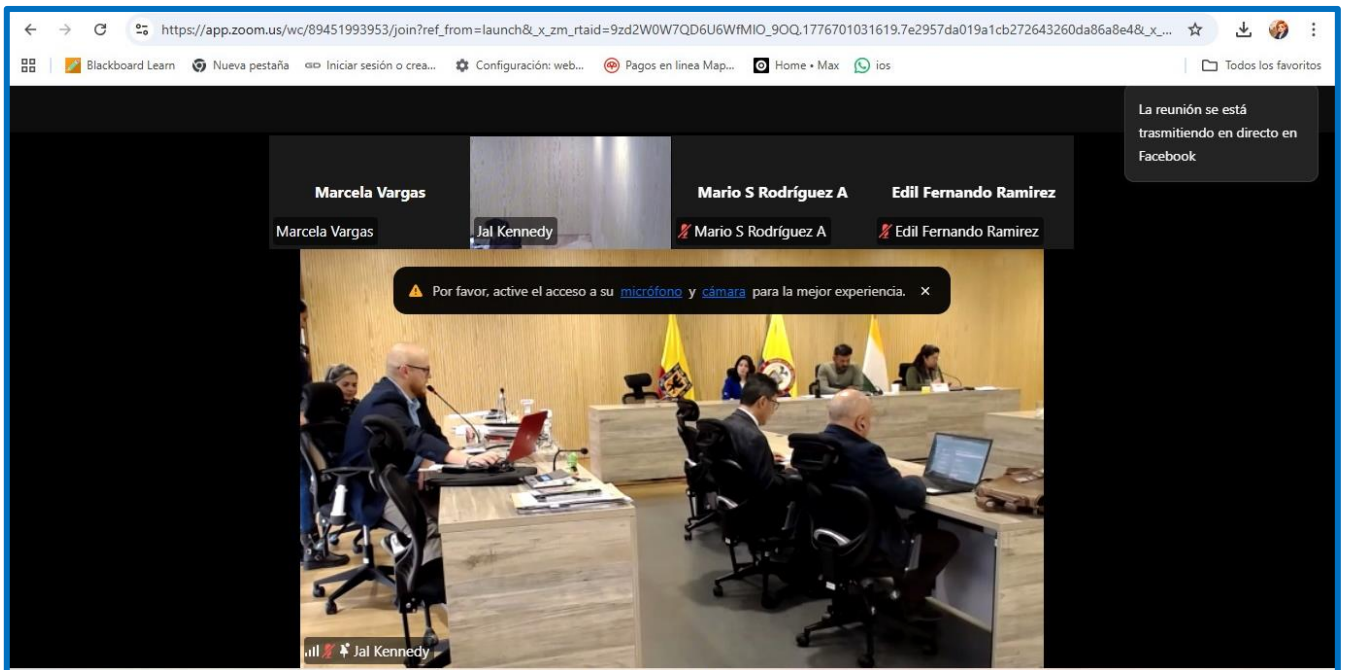 https://app.zoom.us/wc/89451993953/join?ref_from=launch&_x_zm_rtaid=9zd2W0W7QD6U6WfMIO_9OQ.1776701031619.7e2957da019a1cb272643260da86a8e4&_x_...
Blackboard Learn Nueva pestaña GD Iniciar sesión o crea... Configuración: web... Pagos en linea Map... Home • Max ios Todos los favoritos
La reunión se está
trasmitiendo en directo en
Facebook
Marcela Vargas Mario S Rodríguez A Edil Fernando Ramirez
Marcela Vargas Jal Kennedy Mario S Rodríguez A Edil Fernando Ramirez
Por favor, active el acceso a su micrófono y cámara para la mejor experiencia. ×
Jal Kennedy